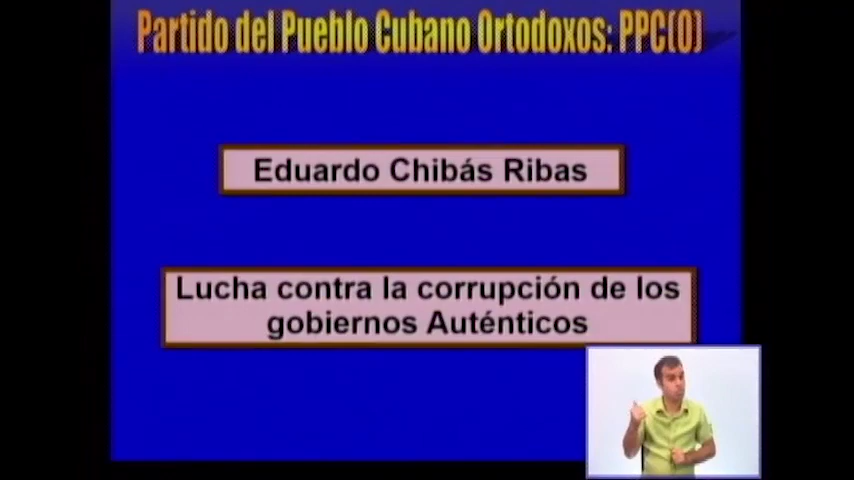 Partido del Pueblo Cubano Ortodoxos: PPC(O)
Eduardo Chibás Ribas
Lucha contra la corrupción de los
gobiernos Auténticos